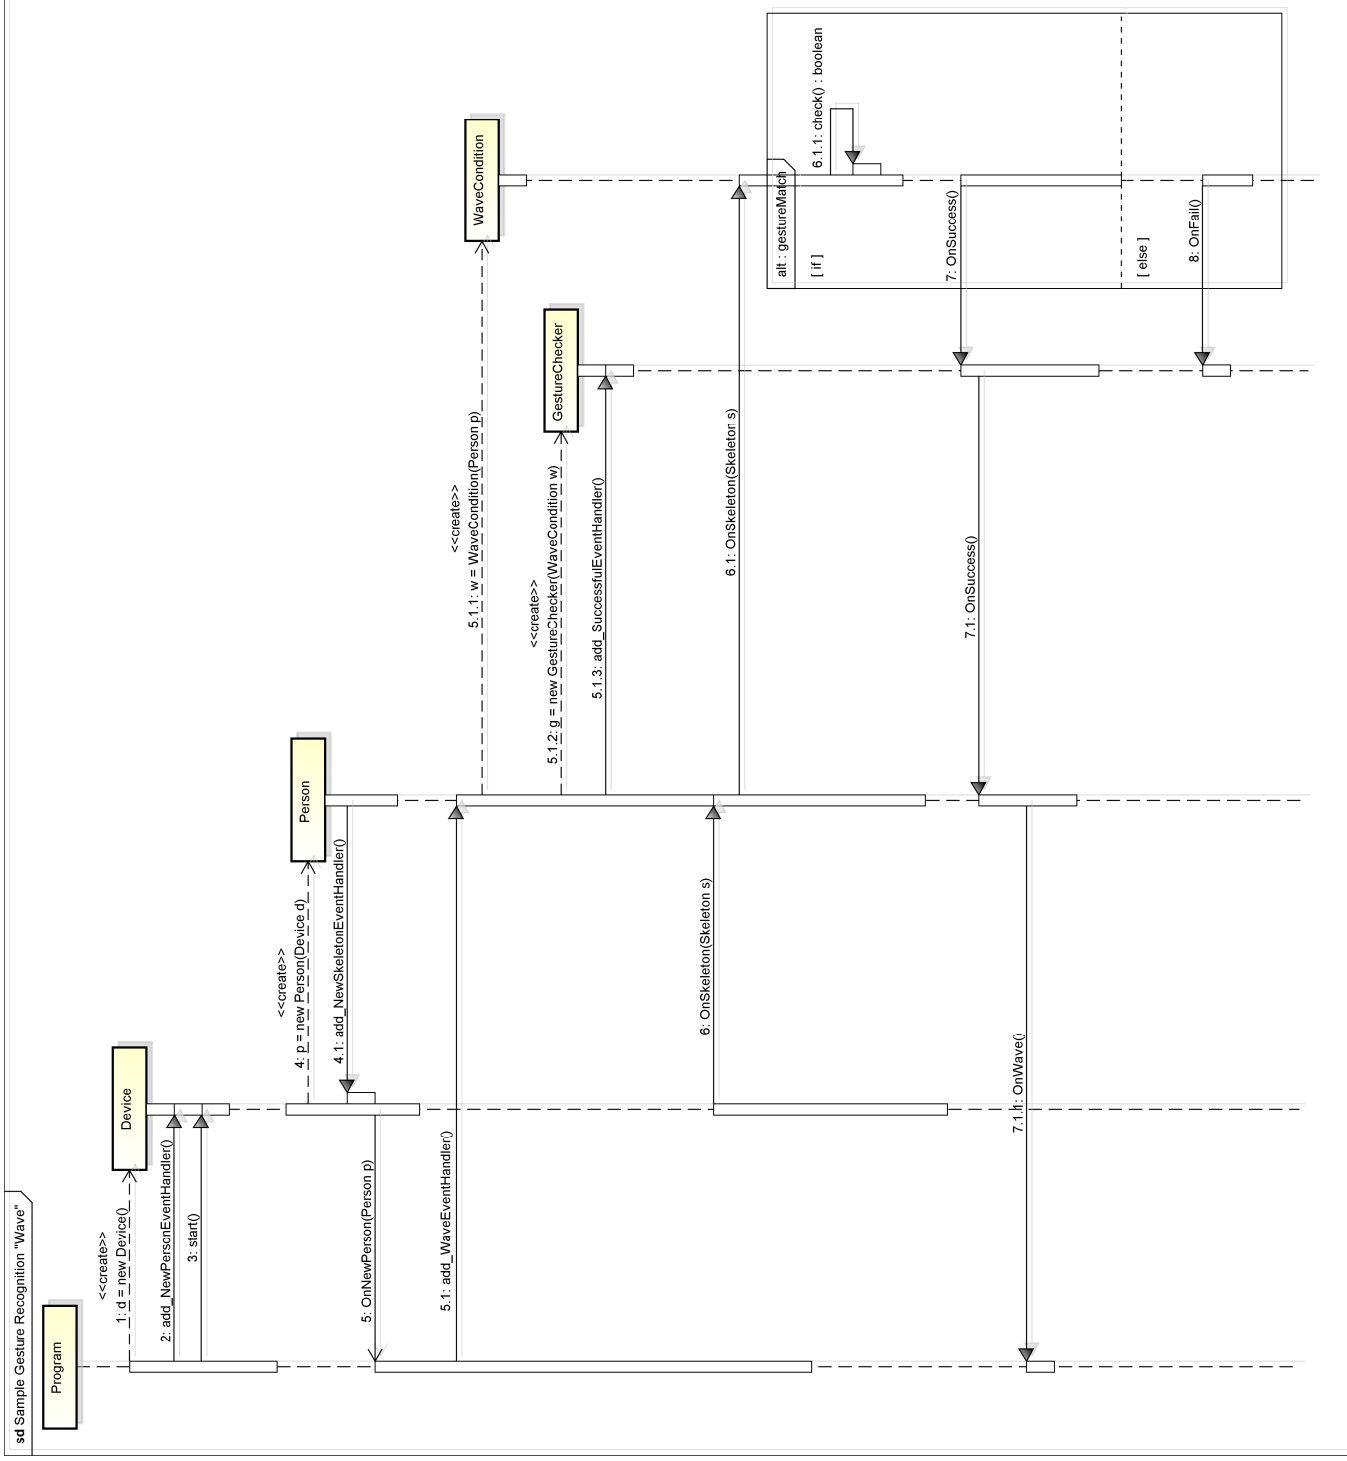 sd Sample Gesture Recognition "Wave"
Program
Device
Person
WaveCondition
GestureChecker
<<create>>
1: d = new Device()
2: add_NewPersonEventHandler()
3: start()
<<create>>
4: p = new Person(Device d)
4.1: add_NewSkeletonEventHandler()
5: OnNewPerson(Person p)
5.1: add_WaveEventHandler()
<<create>>
5.1.1: w = WaveCondition(Person p)
<<create>>
5.1.2: g = new GestureChecker(WaveCondition w)
5.1.3: add_SuccessfulEventHandler()
6: OnSkeleton(Skeleton s)
6.1: OnSkeleton(Skeleton s)
alt : gestureMatch
[ if ]
6.1.1: check() : boolean
7: OnSuccess()
7.1: OnSuccess()
7.1.1: OnWave()
[ else ]
8: OnFail()